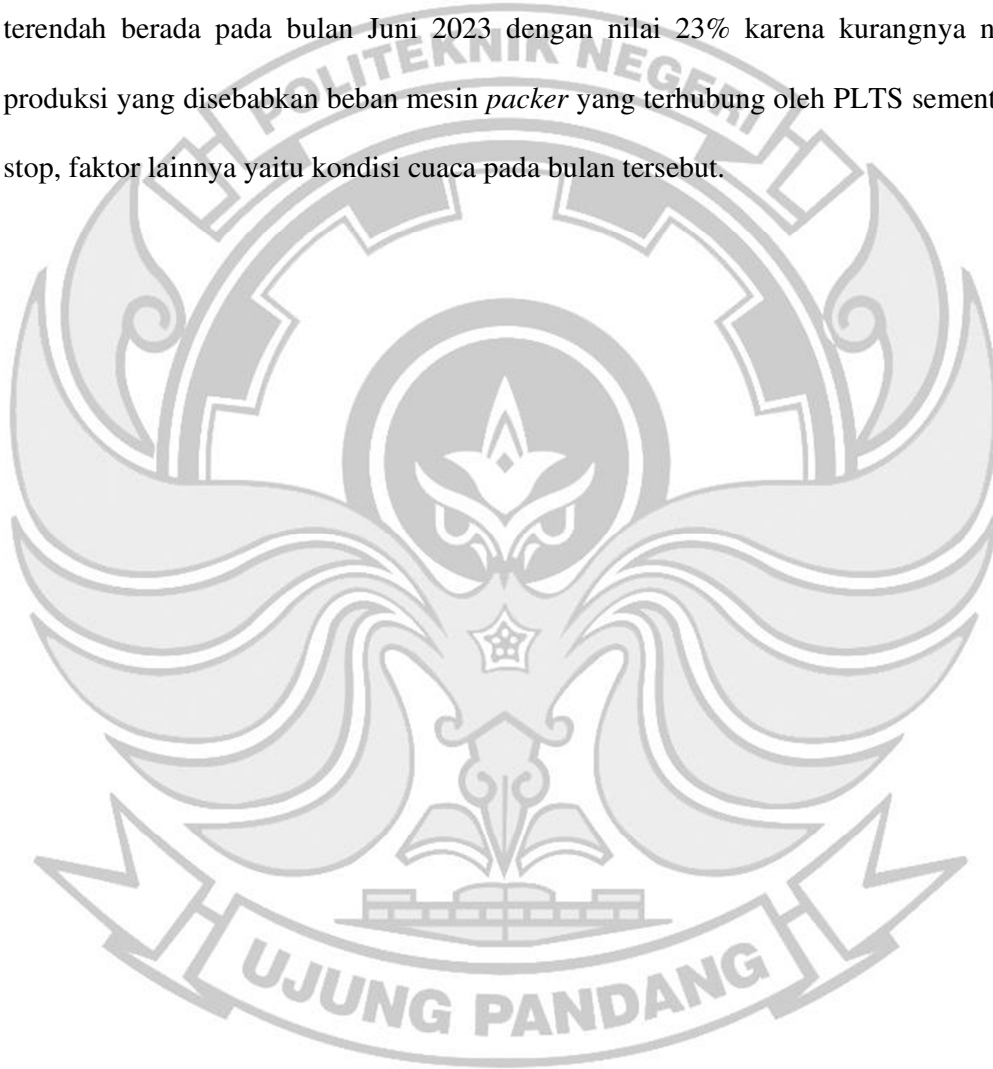 terendah berada pada bulan Juni 2023 dengan nilai 23% karena kurangnya n
produksi yang disebabkan beban mesin packer yang terhubung oleh PLTS sement
stop, faktor lainnya yaitu kondisi cuaca pada bulan tersebut.
POLITEKNIK NEGERI
UJUNG PANDANG